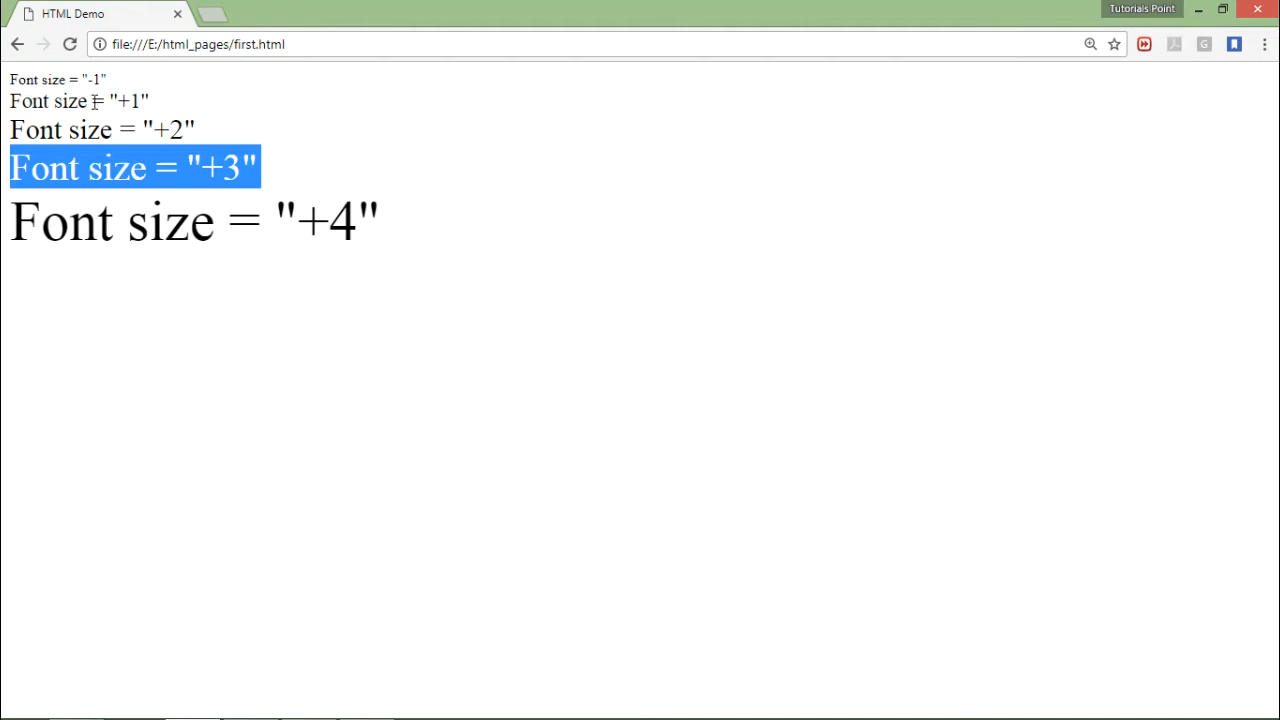 HTML Demo
Tutorials Point
file:///E:/html_pages/first.html
Font size = "-1"
Font size = "+1"
Font size = "+2"
Font size = "+3"
Font size = "+4"